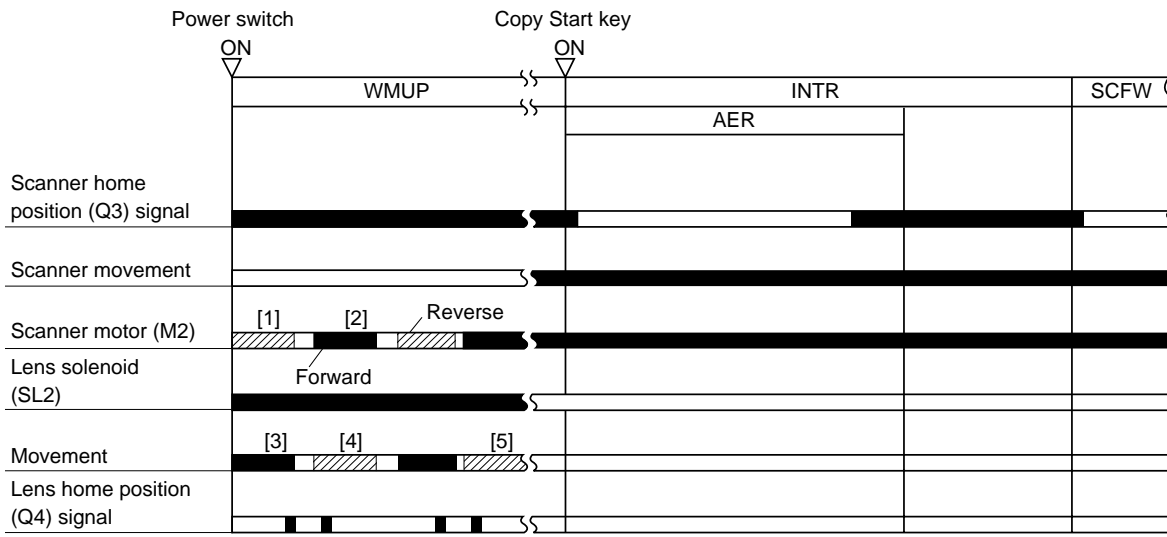 Power switch
Copy Start key
ON
ON
WMUP
INTR
SCFW
AER
Scanner home
position (Q3) signal
Scanner movement
Scanner motor (M2)
[1]
[2]
Reverse
Forward
Lens solenoid
(SL2)
Movement
[3]
[4]
[5]
Lens home position
(Q4) signal